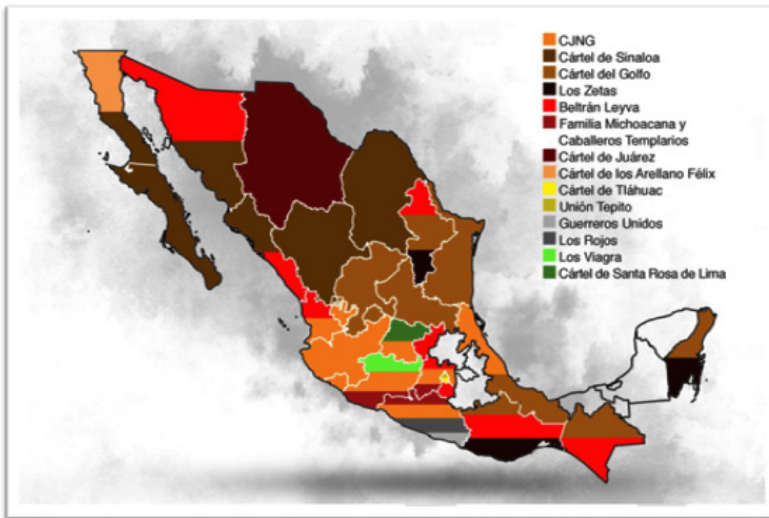 CJNG
Cártel de Sinaloa
Cártel del Golfo
Los Zetas
Beltrán Leyva
Familia Michoacana y
Caballeros Templarios
Cártel de Juárez
Cártel de los Arellano Félix
Cártel de Tláhuac
Unión Tepito
Guerreros Unidos
Los Rojos
Los Viagra
Cártel de Santa Rosa de Lima